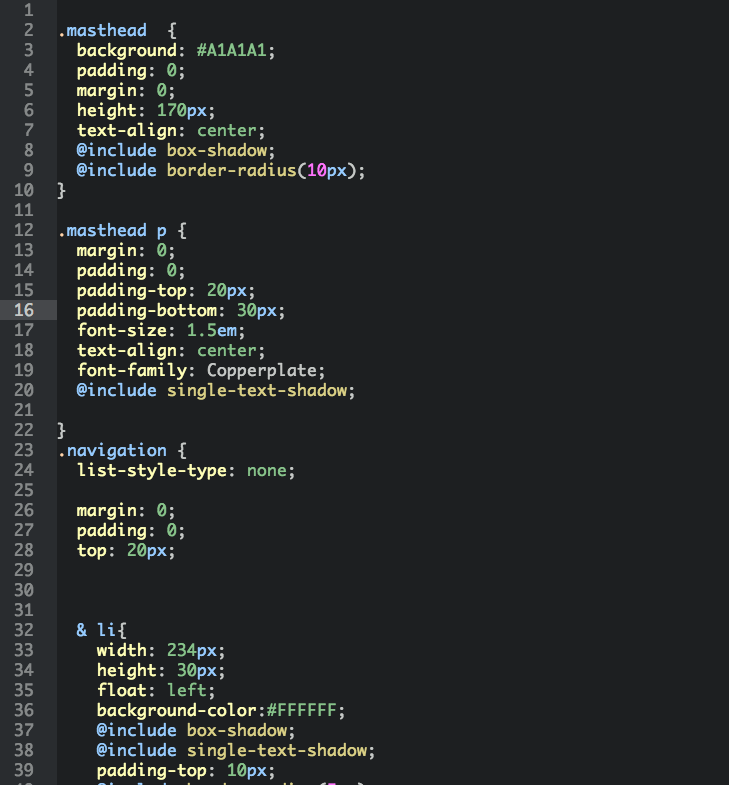 1
2 .masthead  {
3   background: #A1A1A1;
4   padding: 0;
5   margin: 0;
6   height: 170px;
7   text-align: center;
8   @include box-shadow;
9   @include border-radius(10px);
10 }
11
12 .masthead p {
13   margin: 0;
14   padding: 0;
15   padding-top: 20px;
16   padding-bottom: 30px;
17   font-size: 1.5em;
18   text-align: center;
19   font-family: Copperplate;
20   @include single-text-shadow;
21
22 }
23 .navigation {
24   list-style-type: none;
25
26   margin: 0;
27   padding: 0;
28   top: 20px;
29
30
31
32   & li{
33     width: 234px;
34     height: 30px;
35     float: left;
36     background-color:#FFFFFF;
37     @include box-shadow;
38     @include single-text-shadow;
39     padding-top: 10px;